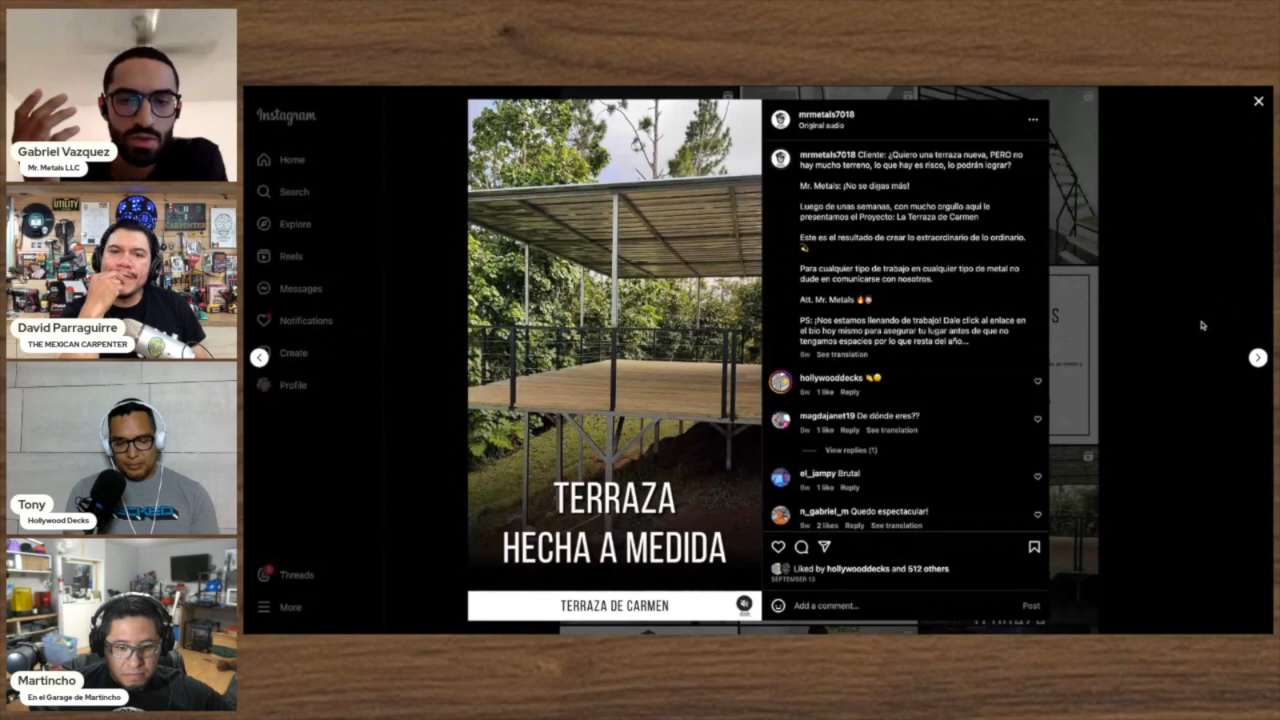 Gabriel Vazquez
Mr. Metals LLC
UTILITY
CARPENTER
David Parraguirre
THE MEXICAN CARPENTER
Tony
Hollywood Decks
Martincho
En el Garage de Martincho
Instagram
Home
Search
Explore
Reels
Messages
Notifications
Create
Profile
Threads
More
TERRAZA
HECHA A MEDIDA
TERRAZA DE CARMEN
mrmetals7018
Original audio
mrmetals7018 Cliente: ¿Quiero una terraza nueva, PERO no
hay mucho terreno, lo que hay es risco, lo podrán lograr?
Mr. Metals: ¡No se digas más!
Luego de unas semanas, con mucho orgullo aquí le
presentamos el Proyecto: La Terraza de Carmen
Este es el resultado de crear lo extraordinario de lo ordinario.
💫
Para cualquier tipo de trabajo en cualquier tipo de metal no
dude en comunicarse con nosotros.
Att. Mr. Metals 🔥
PS: ¡Nos estamos llenando de trabajo! Dale click al enlace en
el bio hoy mismo para asegurar tu lugar antes de que no
tengamos espacios por lo que resta del año...
6w See translation
hollywooddecks
6w 1 like Reply
magdajanet19 De dónde eres??
6w 1 like Reply See translation
View replies (1)
el_jampy Brutal
6w 1 like Reply
n_gabriel_m Quedo espectacular!
6w 2 likes Reply See translation
Liked by hollywooddecks and 512 others
SEPTEMBER 13
Add a comment...
Post